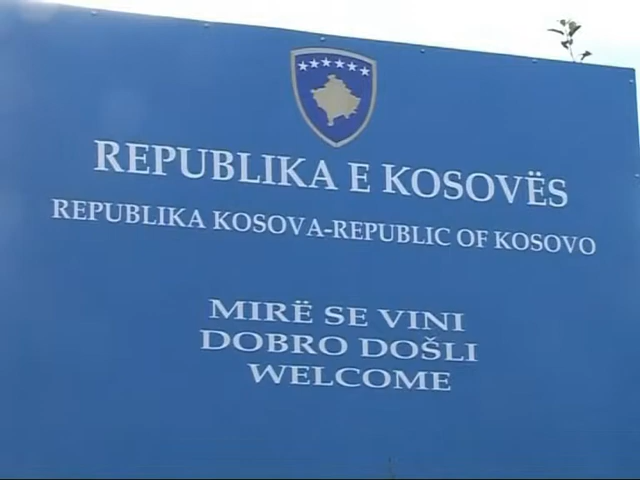 REPUBLIKA E KOSOVËS
REPUBLIKA KOSOVA-REPUBLIC OF KOSOVO
MIRË SE VINI
DOBRO DOŠLI
WELCOME